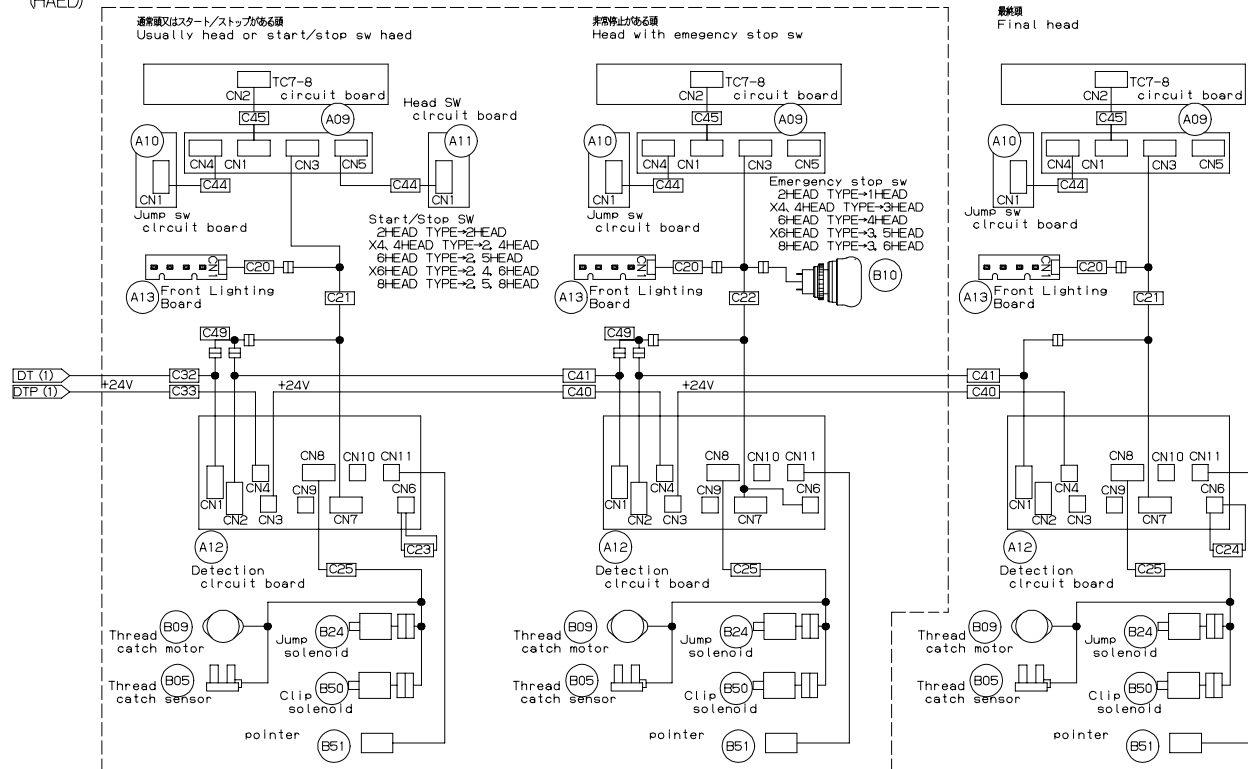 (HAED)
通常頭又はスタート／ストップがある頭
Usually head or start/stop sw haed
非常停止がある頭
Head with emegency stop sw
最終頭
Final head
TC7-8
CN2
circuit board
C45
A09
Head SW
clrcuit board
A10
A11
CN4
CN1
CN3
CN5
CN1
C44
C44
CN1
Jump sw
clrcuit board
Start/Stop SW
2HEAD TYPE→2HEAD
X4, 4HEAD TYPE→2, 4HEAD
6HEAD TYPE→2, 5HEAD
X6HEAD TYPE→2, 4, 6HEAD
8HEAD TYPE→2, 5, 8HEAD
CN1
C20
A13
Front Lighting
Board
C21
C49
TC7-8
CN2
circuit board
C45
A09
A10
CN4
CN1
CN3
CN5
CN1
C44
Jump sw
clrcuit board
Emergency stop sw
2HEAD TYPE→1HEAD
X4, 4HEAD TYPE→3HEAD
6HEAD TYPE→4HEAD
X6HEAD TYPE→3, 5HEAD
8HEAD TYPE→3, 6HEAD
CN1
C20
B10
A13
Front Lighting
Board
C22
C49
TC7-8
CN2
circuit board
C45
A09
A10
CN4
CN1
CN3
CN5
CN1
C44
Jump sw
clrcuit board
CN1
C20
A13
Front Lighting
Board
C21
DT (1)
C32
C41
C41
DTP (1)
+24V
C33
+24V
C40
+24V
C40
CN8
CN10
CN11
CN4
CN9
CN6
CN1
CN2
CN3
CN7
A12
C23
Detection
clrcuit board
C25
B09
Thread
catch motor
B24
Jump
solenoid
B05
Thread
catch sensor
B50
Clip
solenoid
pointer
B51
CN8
CN10
CN11
CN4
CN9
CN6
CN1
CN2
CN3
CN7
A12
Detection
clrcuit board
C25
B09
Thread
catch motor
B24
Jump
solenoid
B05
Thread
catch sensor
B50
Clip
solenoid
pointer
B51
CN8
CN10
CN11
CN4
CN9
CN6
CN1
CN2
CN3
CN7
A12
C24
Detection
clrcuit board
C25
B09
Thread
catch motor
B24
Jump
solenoid
B05
Thread
catch sensor
B50
Clip
solenoid
pointer
B51